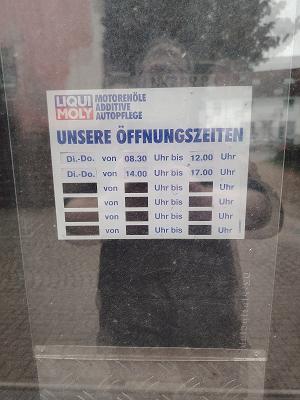 LIQUI
MOLY
MOTORENÖLE
ADDITIVE
AUTOPFLEGE
UNSERE ÖFFNUNGSZEITEN
Di.-Do. von 08.30 Uhr bis 12.00 Uhr
Di.-Do. von 14.00 Uhr bis 17.00 Uhr
von Uhr bis Uhr
von Uhr bis Uhr
von Uhr bis Uhr
von Uhr bis Uhr